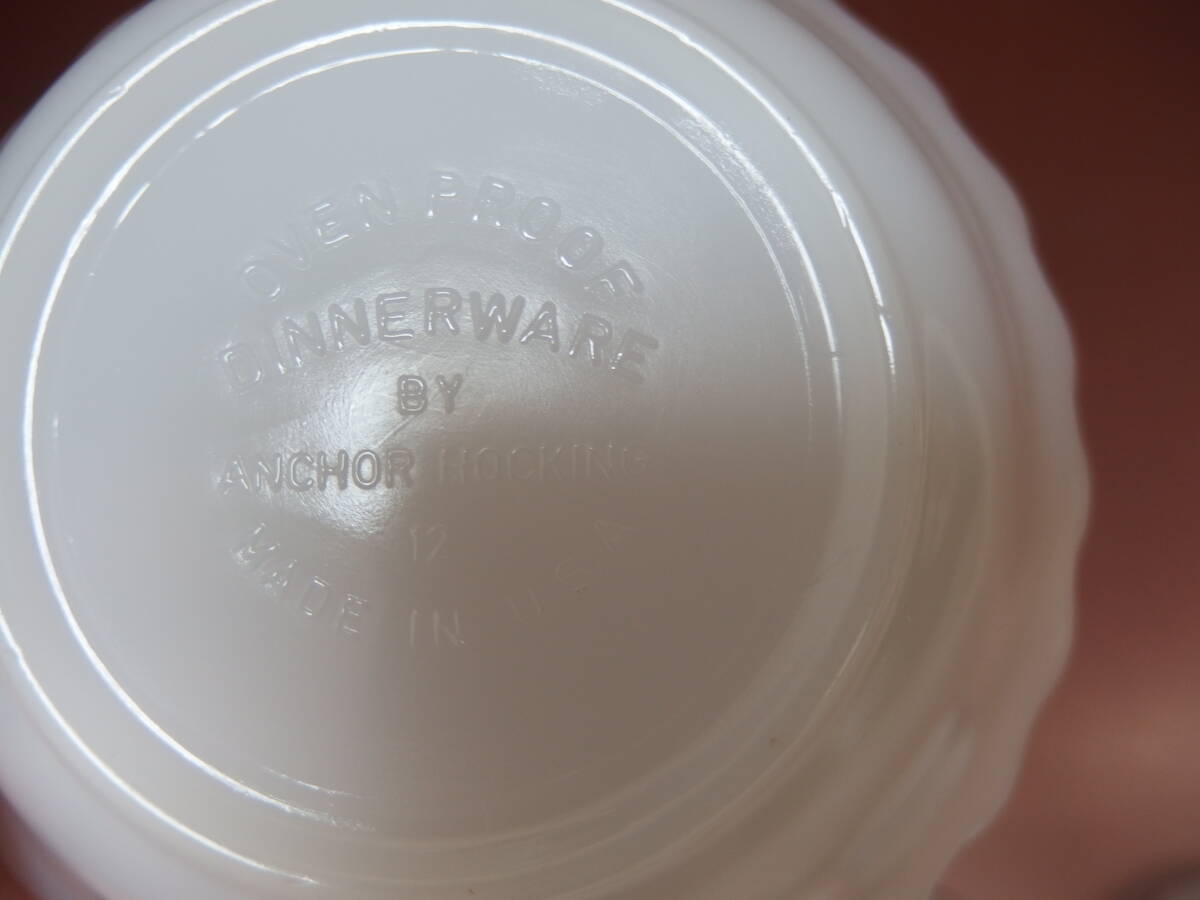 OVEN PROOF
DINNERWARE
BY
ANCHOR HOCKING
12
MADE IN U S A